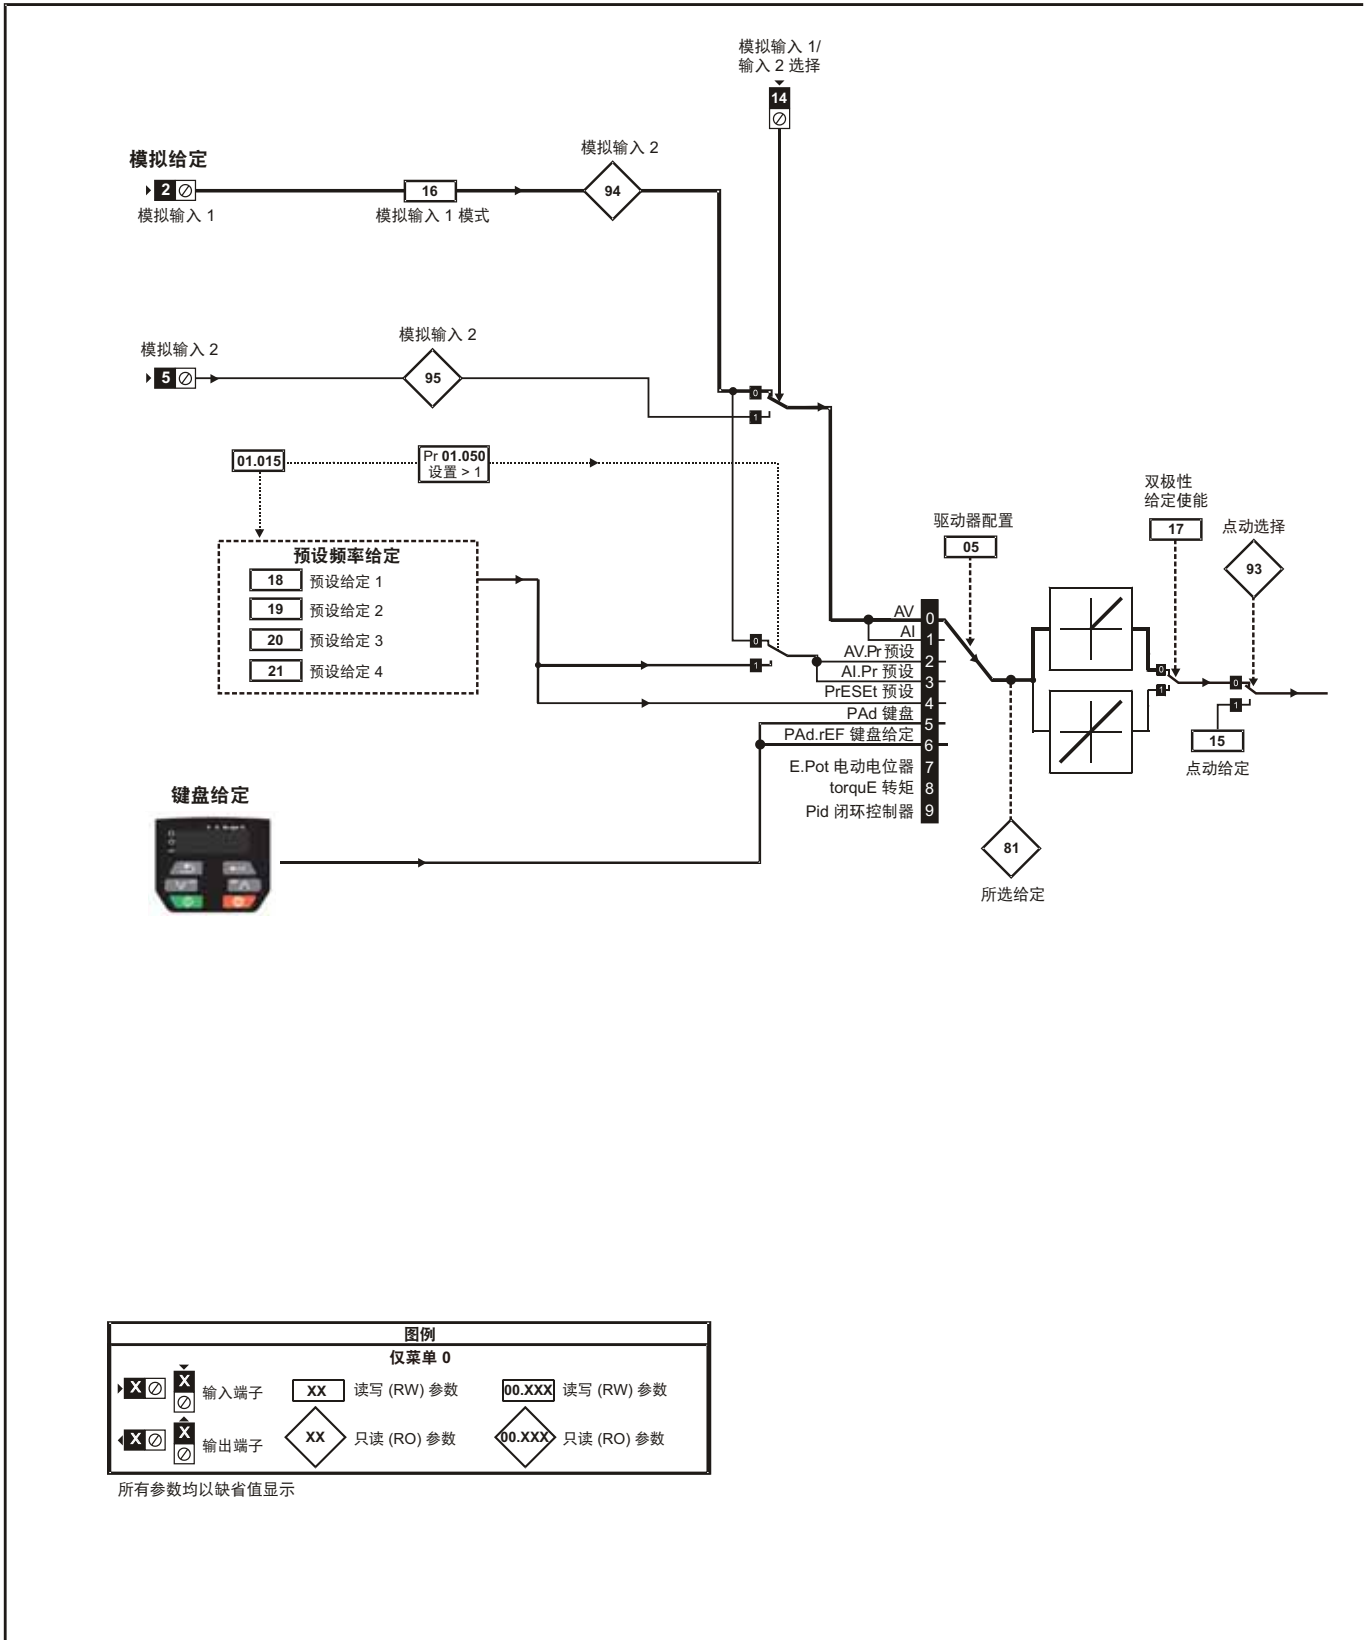 模拟输入 1/
输入 2 选择
14
模拟给定
2
模拟输入 1
16
模拟输入 1 模式
模拟输入 2
94
模拟输入 2
5
模拟输入 2
95
0
1
01.015
Pr 01.050
设置 > 1
预设频率给定
18 预设给定 1
19 预设给定 2
20 预设给定 3
21 预设给定 4
0
1
驱动器配置
05
AV 0
AI 1
AV.Pr 预设 2
AI.Pr 预设 3
PrESEt 预设 4
PAd 键盘 5
PAd.rEF 键盘给定 6
E.Pot 电动电位器 7
torquE 转矩 8
Pid 闭环控制器 9
81
所选给定
双极性
给定使能
17
0
1
点动选择
93
0
1
15
点动给定
键盘给定
图例
仅菜单 0
X X 输入端子 XX 读写 (RW) 参数 00.XXX 读写 (RW) 参数
X X 输出端子 XX 只读 (RO) 参数 00.XXX 只读 (RO) 参数
所有参数均以缺省值显示